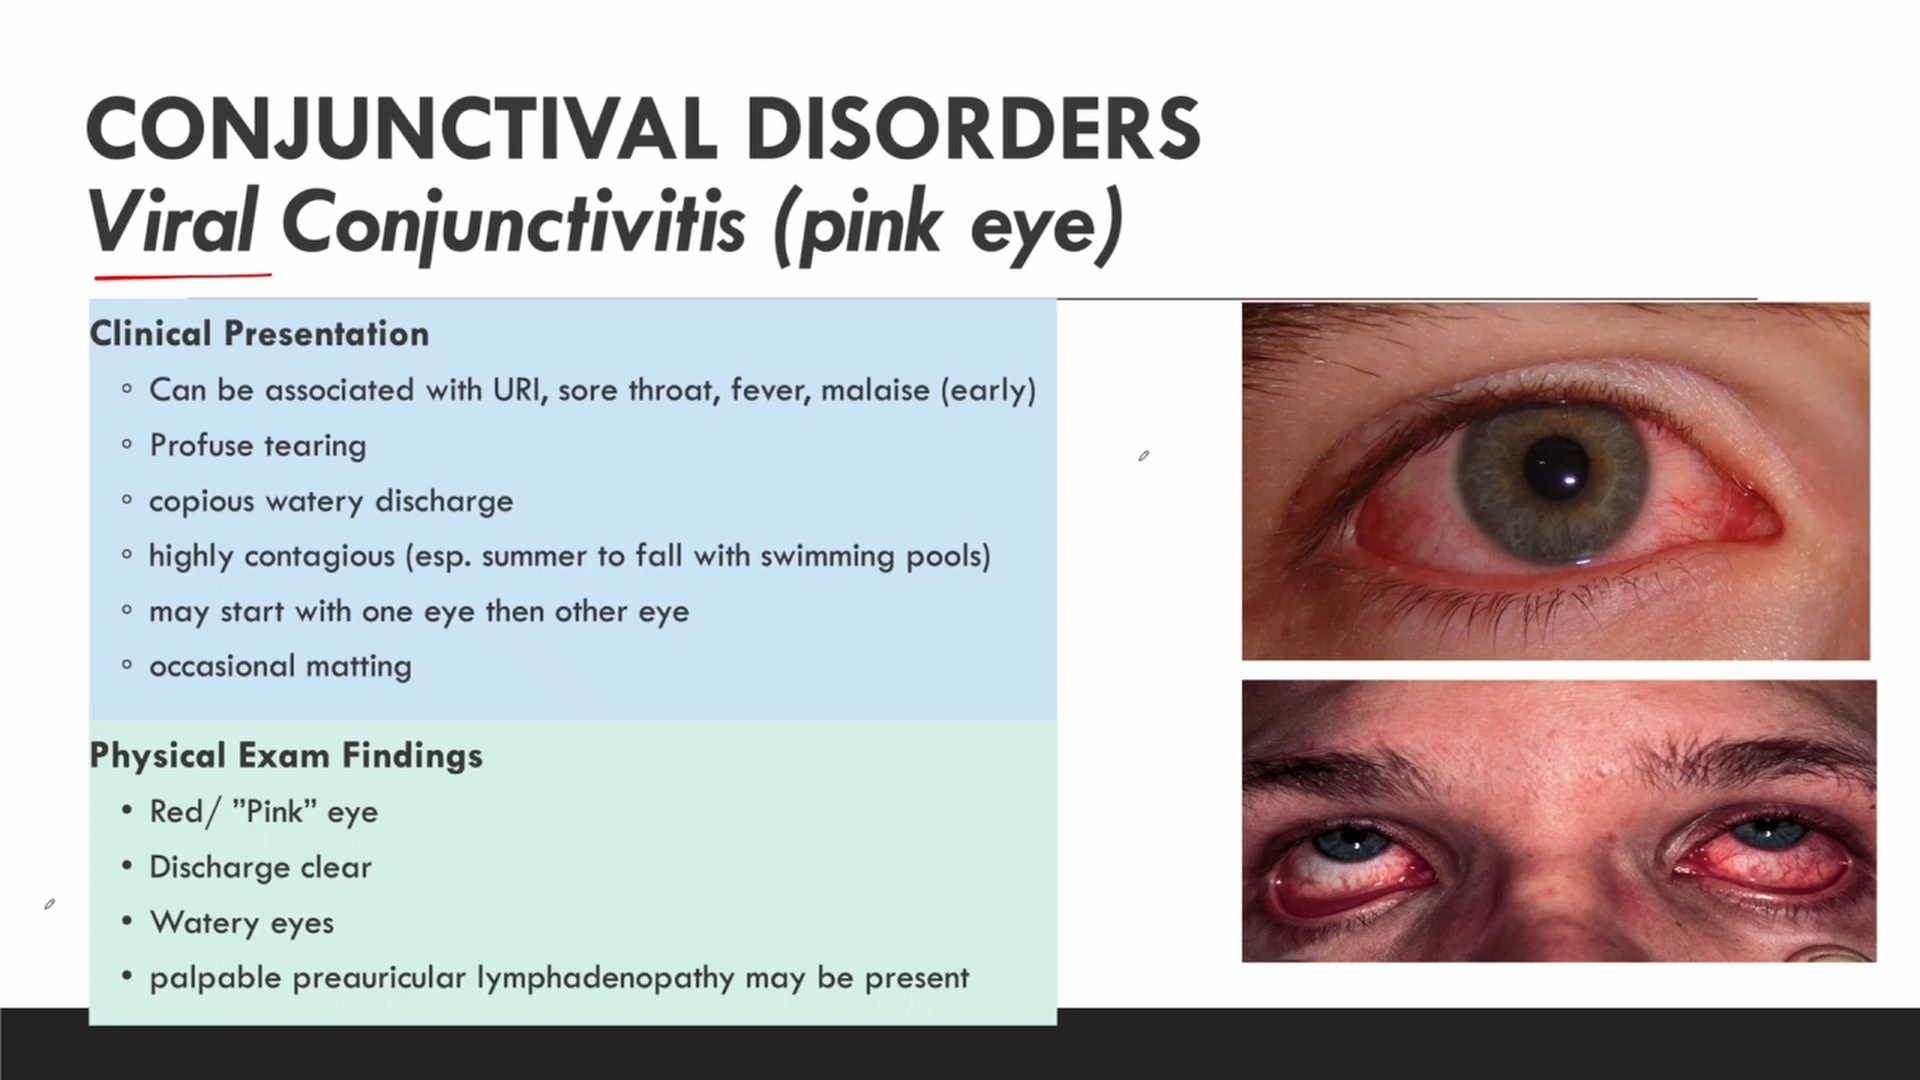 CONJUNCTIVAL DISORDERS
Viral Conjunctivitis (pink eye)
Clinical Presentation
◦ Can be associated with URI, sore throat, fever, malaise (early)
◦ Profuse tearing
◦ copious watery discharge
◦ highly contagious (esp. summer to fall with swimming pools)
◦ may start with one eye then other eye
◦ occasional matting
Physical Exam Findings
• Red/ ”Pink” eye
• Discharge clear
• Watery eyes
• palpable preauricular lymphadenopathy may be present